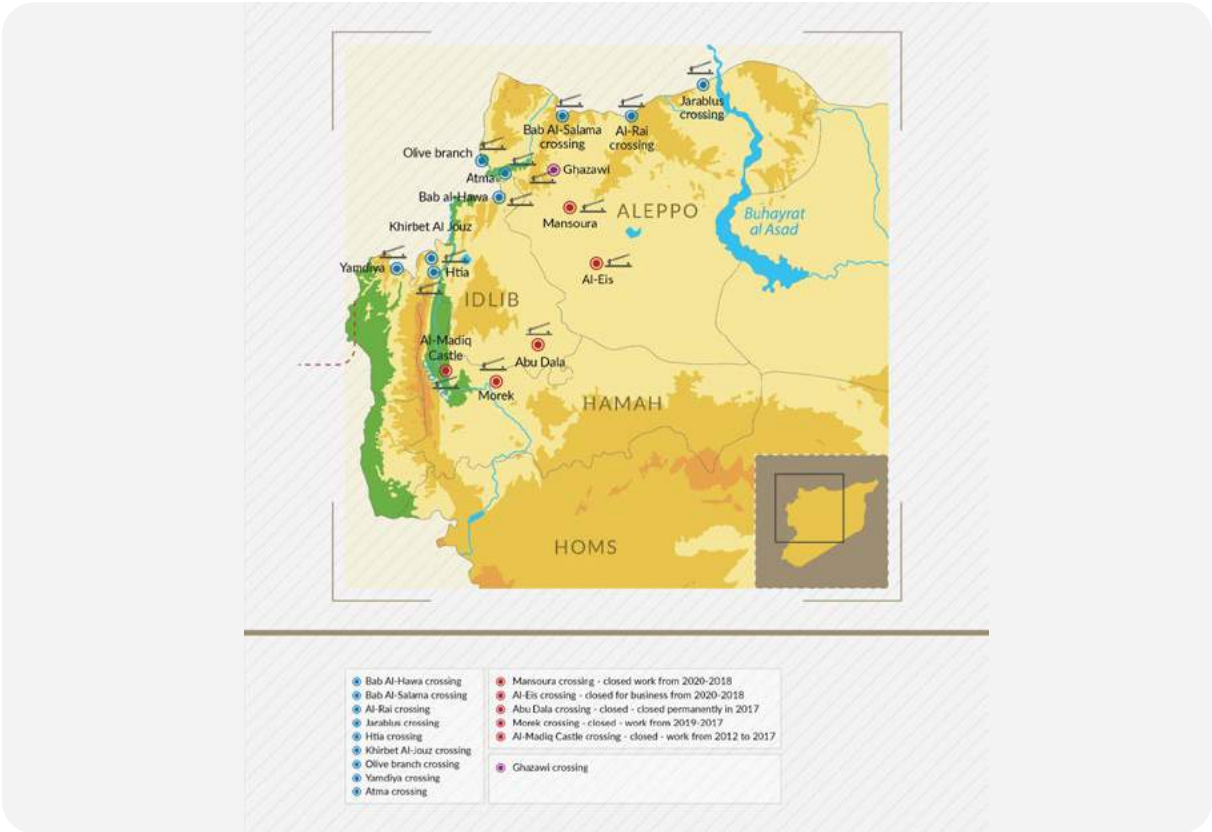 Jarablus
crossing
Bab Al-Salama
crossing
Al-Rai
crossing
Olive branch
Ghazawi
Atma
Bab al-Hawa
Mansoura
ALEPPO
Buhayrat
al Asad
Khirbet Al Jouz
Yamdiya
Htia
Al-Eis
IDLIB
Al-Madiq
Castle
Abu Dala
Morek
HAMAH
HOMS
Bab Al-Hawa crossing
Bab Al-Salama crossing
Al-Rai crossing
Jarablus crossing
Htia crossing
Khirbet Al-Jouz crossing
Olive branch crossing
Yamdiya crossing
Atma crossing
Mansoura crossing - closed work from 2020-2018
Al-Eis crossing - closed for business from 2020-2018
Abu Dala crossing - closed - closed permanently in 2017
Morek crossing - closed - work from 2019-2017
Al-Madiq Castle crossing - closed - work from 2012 to 2017
Ghazawi crossing